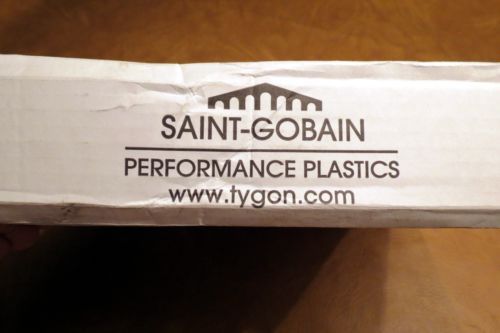 SAINT-GOBAIN
PERFORMANCE PLASTICS
www.tygon.com